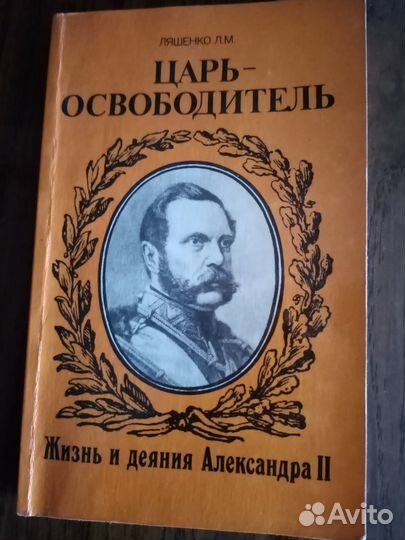 ЛЯШЕНКО Л.М.
ЦАРЬ-
ОСВОБОДИТЕЛЬ
Жизнь и деяния Александра II
Avito